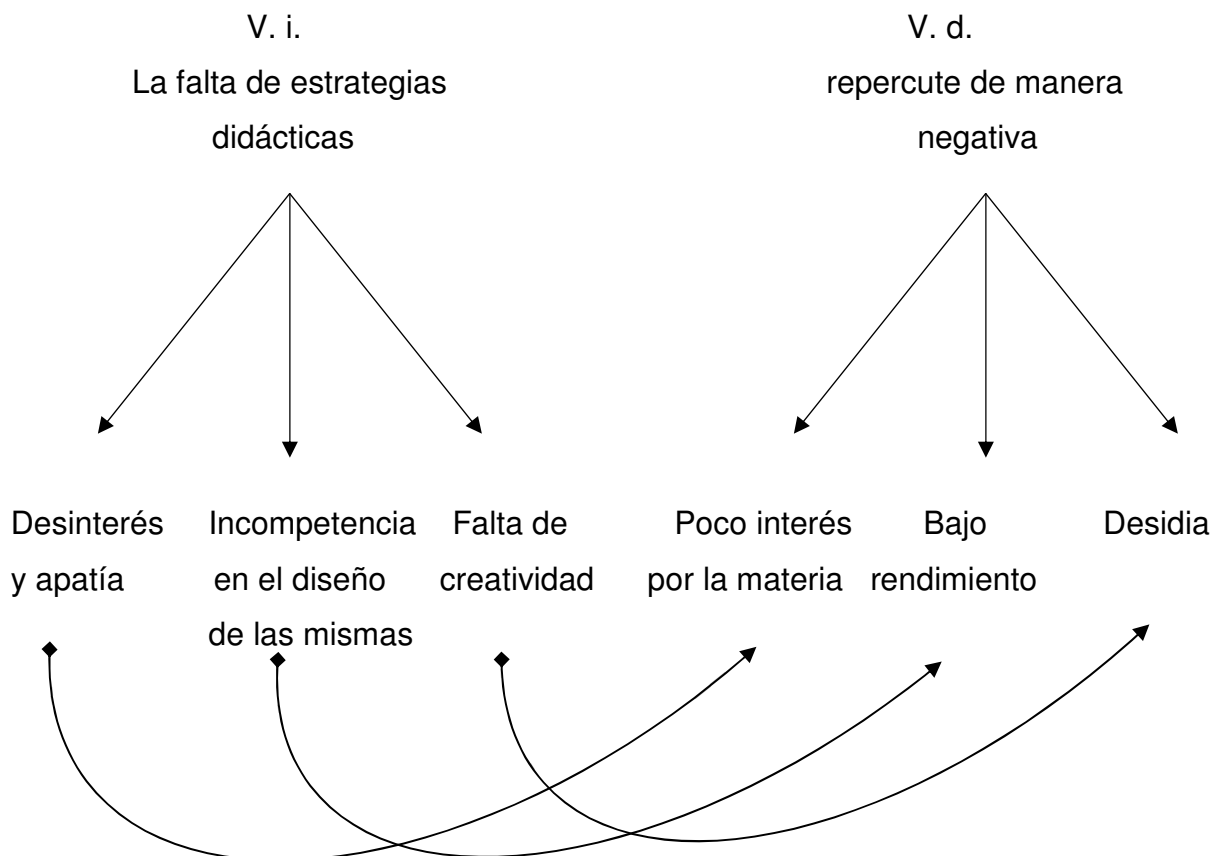 V. i.
La falta de estrategias
didácticas
V. d.
repercute de manera
negativa
Desinterés
y apatía
Incompetencia
en el diseño
de las mismas
Falta de
creatividad
Poco interés
por la materia
Bajo
rendimiento
Desidia